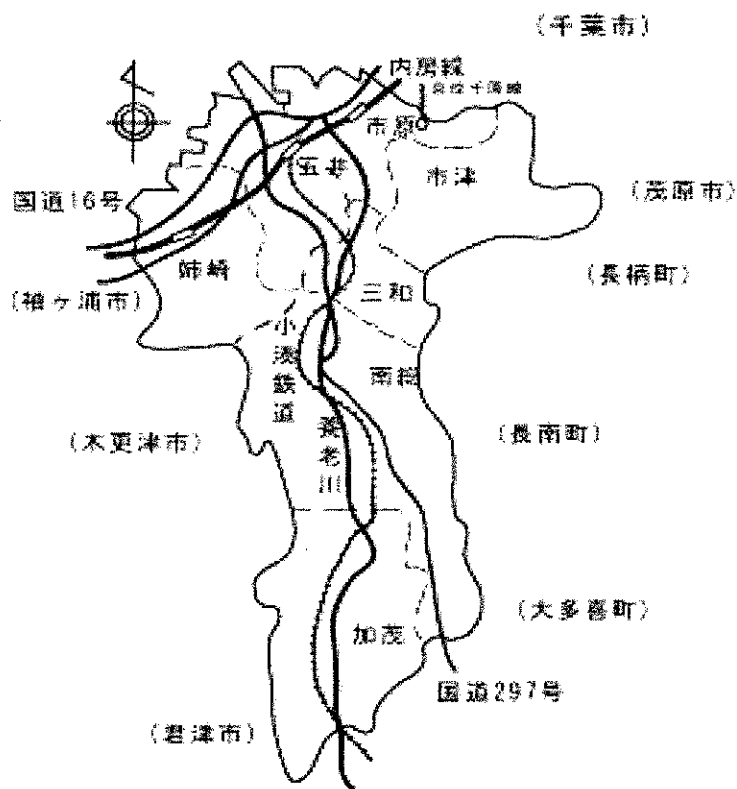 (千葉市)
内房線
京成千原線
市原
五井
市津
国道16号
(茂原市)
姉崎
(長柄町)
三和
(袖ヶ浦市)
小湊鉄道
南総
(木更津市)
養老川
(長南町)
(大多喜町)
加茂
国道297号
(君津市)